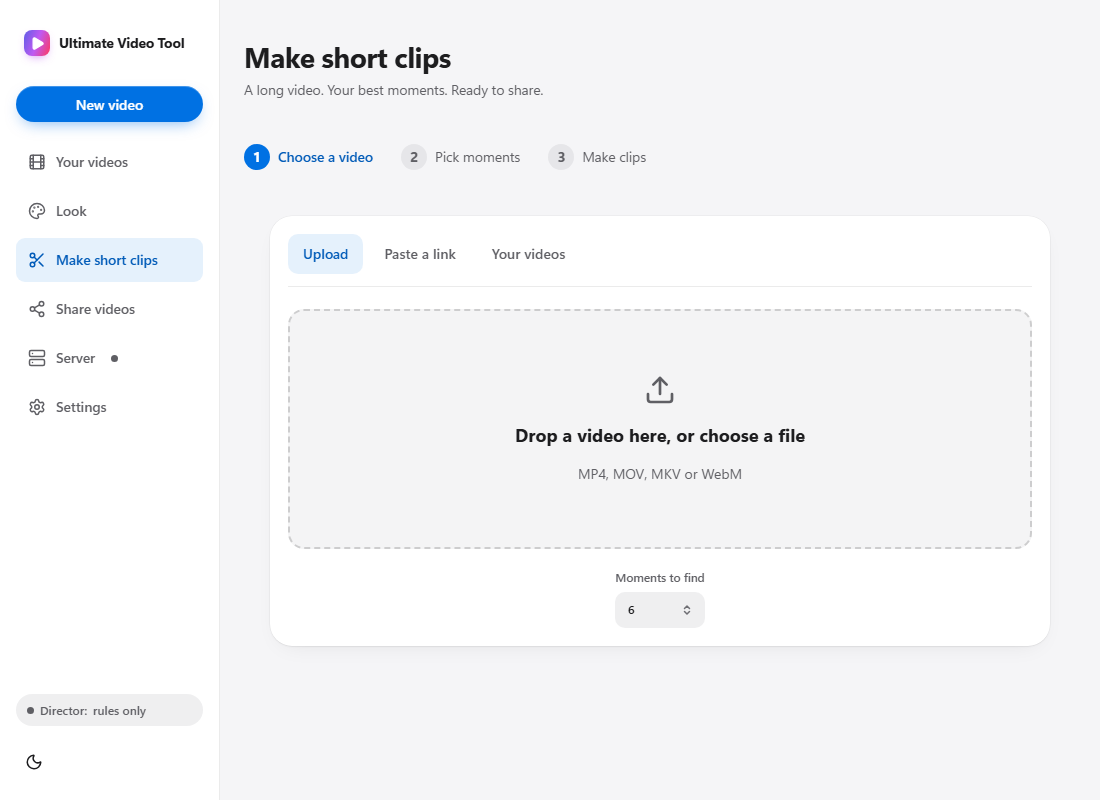 Ultimate Video Tool
New video
Your videos
Look
Make short clips
Share videos
Server
Settings
Director: rules only
Make short clips
A long video. Your best moments. Ready to share.
1 Choose a video 2 Pick moments 3 Make clips
Upload Paste a link Your videos
Drop a video here, or choose a file
MP4, MOV, MKV or WebM
Moments to find
6